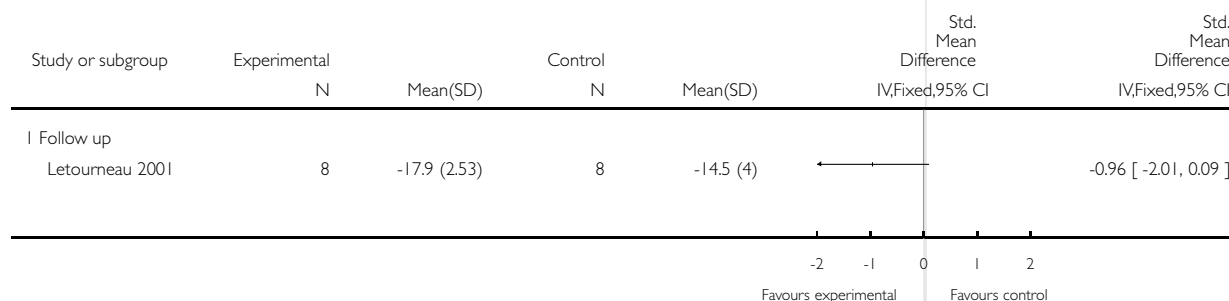 Std.
Mean
Difference
Std.
Mean
Difference
Study or subgroup Experimental Control
N Mean(SD) N Mean(SD) IV,Fixed,95% CI IV,Fixed,95% CI
1 Follow up
Letourneau 2001 8 -17.9 (2.53) 8 -14.5 (4) -0.96 [ -2.01, 0.09 ]
-2 -1 0 1 2
Favours experimental Favours control